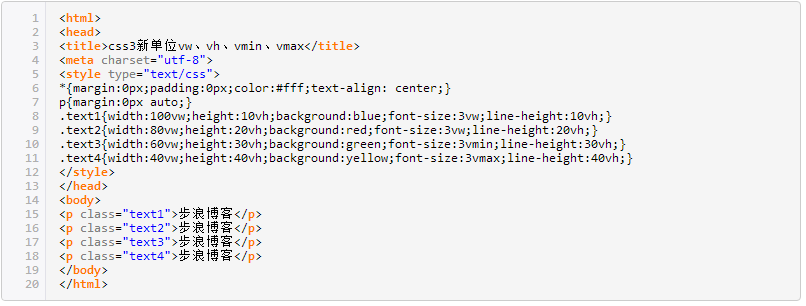 1 <html>
2 <head>
3 <title>css3新单位vw、vh、vmin、vmax</title>
4 <meta charset="utf-8">
5 <style type="text/css">
6 *{margin:0px;padding:0px;color:#fff;text-align: center;}
7 p{margin:0px auto;}
8 .text1{width:100vw;height:10vh;background:blue;font-size:3vw;line-height:10vh;}
9 .text2{width:80vw;height:20vh;background:red;font-size:3vw;line-height:20vh;}
10 .text3{width:60vw;height:30vh;background:green;font-size:3vmin;line-height:30vh;}
11 .text4{width:40vw;height:40vh;background:yellow;font-size:3vmax;line-height:40vh;}
12 </style>
13 </head>
14 <body>
15 <p class="text1">步浪博客</p>
16 <p class="text2">步浪博客</p>
17 <p class="text3">步浪博客</p>
18 <p class="text4">步浪博客</p>
19 </body>
20 </html>